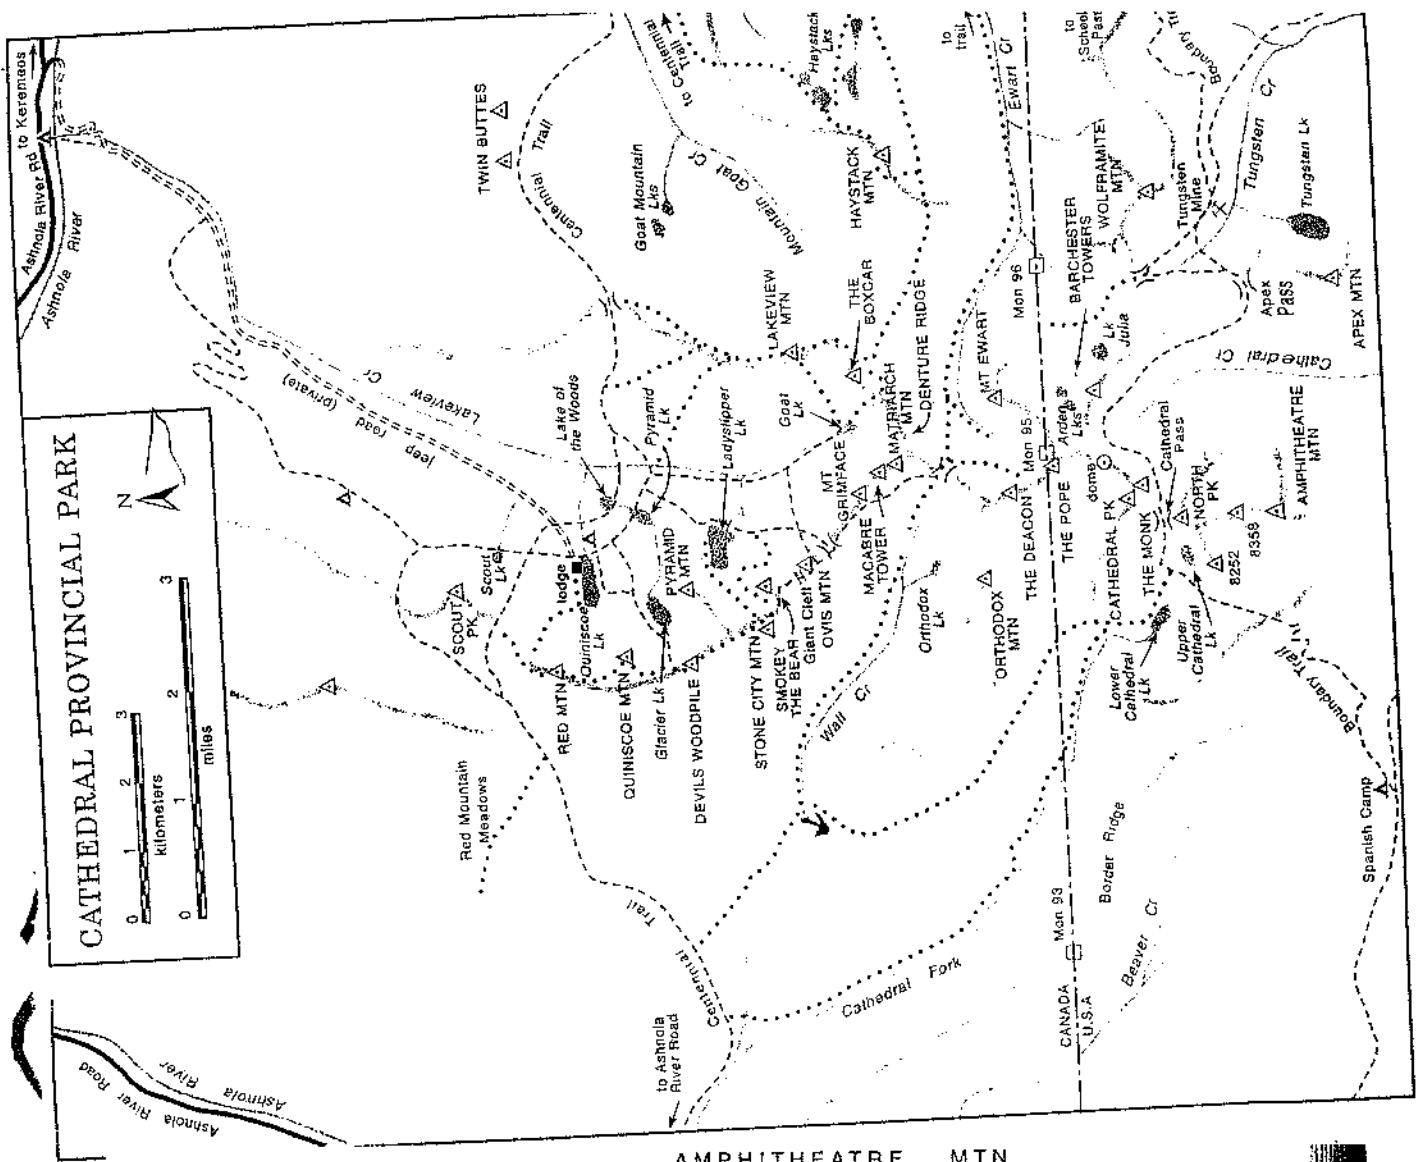 CATHEDRAL PROVINCIAL PARK
N
0 1 2 3
kilometers
0 1 2 3
miles
to Keremeos
Ashnola River Rd
Ashnola River
Ashnola River Road
Ashnola River
jeep road (private)
Lakeview Cr
TWIN BUTTES
Centennial Trail
to Centennial
Trail
Goat Mountain
Lks
Mountain Goat Cr
Haystack
Lks
HAYSTACK
MTN
to
trail
Ewart Cr
to
School
Past
Boundary
Tungsten Cr
Tungsten Lk
Tungsten
Mine
WOLFRAMITE
MTN
BARCHESTER
TOWERS
Mon 96
Apex
Pass
APEX MTN
Cathedral Cr
Lk
Julia
LAKEVIEW
MTN
THE
BOXCAR
DENTURE RIDGE
MT EWART
Lake of
the Woods
Pyramid
Lk
Ladyslipper
Lk
Goat
Lk
MT
GRIMFACE
MATRIARCH
MTN
Mon 95
Arden
Lks
dome
Cathedral
Pass
NORTH
PK
AMPHITHEATRE
MTN
8358
8252
SCOUT
PK
Scout
Lk
lodge
Quiniscoe
Lk
PYRAMID
MTN
Giant Cleft
OVIS MTN
MACABRE
TOWER
Orthodox
Lk
THE DEACON
THE POPE
CATHEDRAL PK
THE MONK
ORTHODOX
MTN
Lower
Cathedral
Lk
Upper
Cathedral
Lk
RED MTN
QUINISCOE MTN
Glacier Lk
DEVILS WOODPILE
STONE CITY MTN
SMOKEY
THE BEAR
Wall Cr
Boundary Trail
Spanish Camp
Red Mountain
Meadows
Centennial Trail
to Ashnola
River Road
Cathedral Fork
Mon 93
CANADA
U.S.A
Border Ridge
Beaver Cr
AMPHITHEATRE MTN